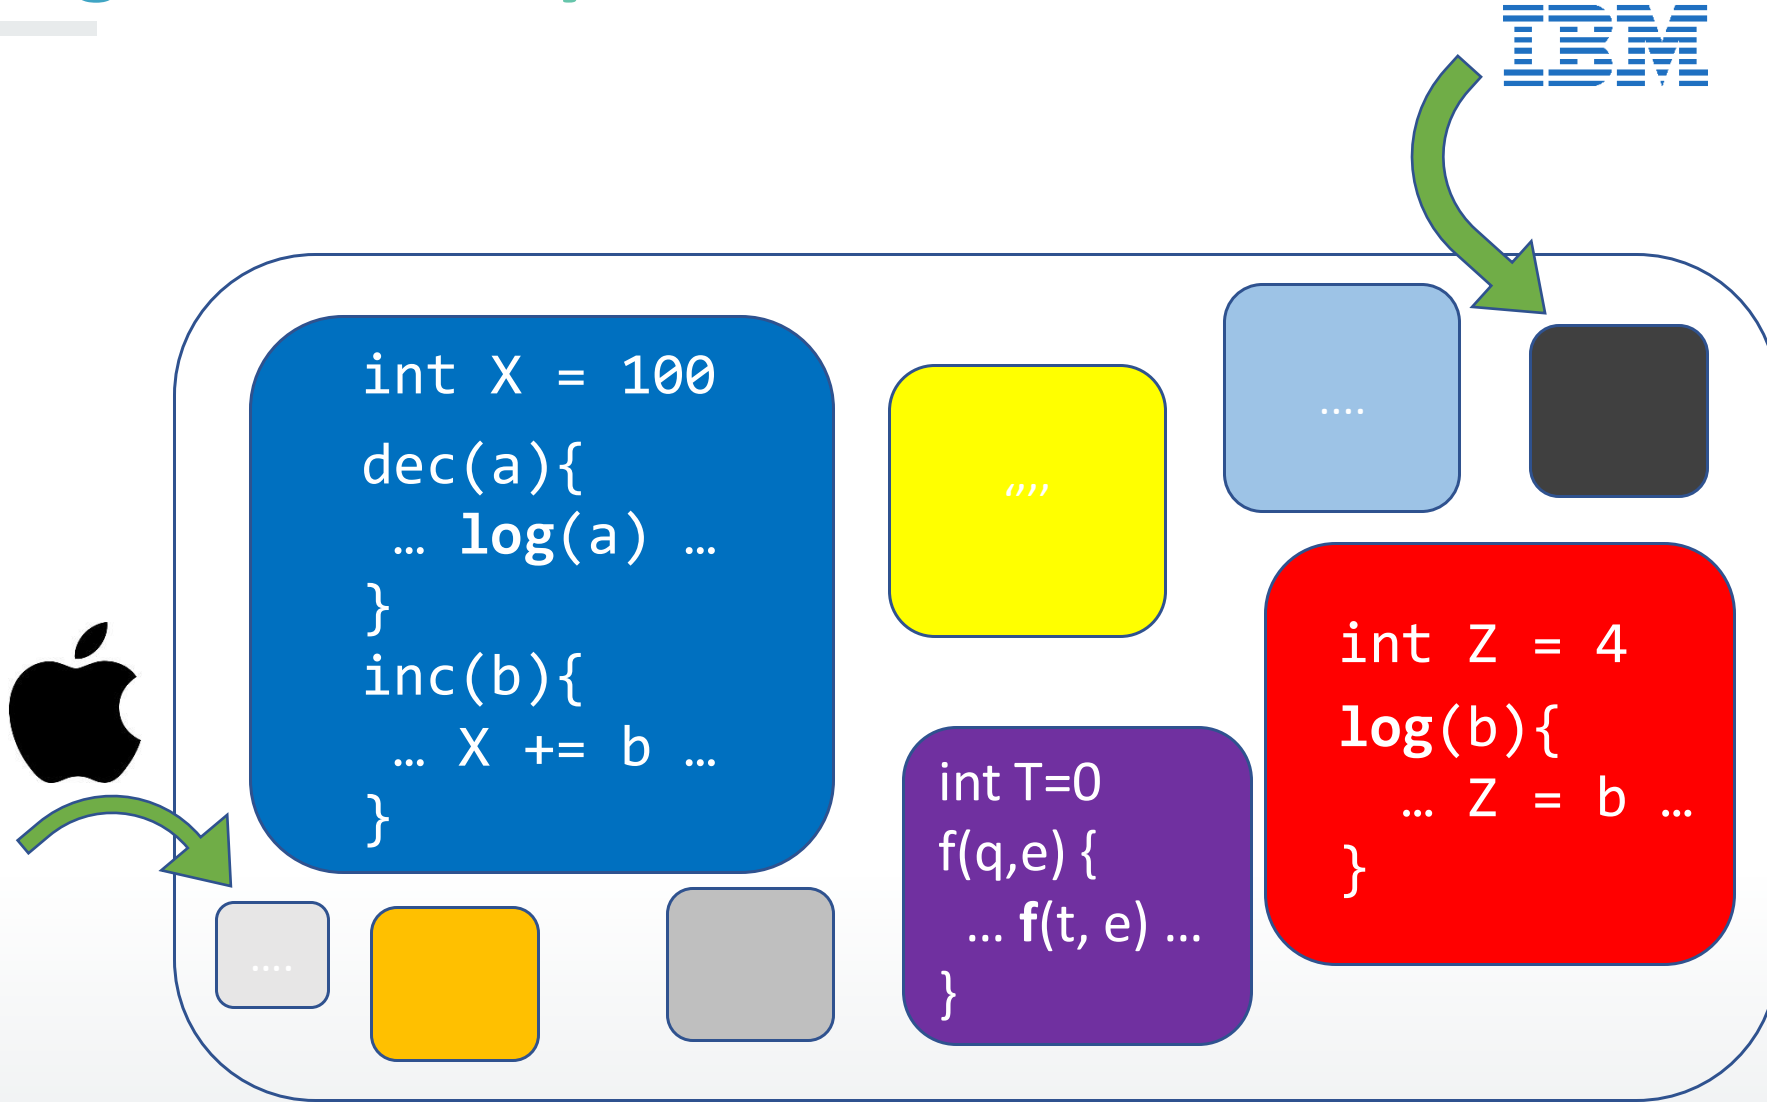 IBM
int X = 100
dec(a){
… log(a) …
}
inc(b){
… X += b …
}
,,,,
....
int Z = 4
log(b){
… Z = b …
}
int T=0
f(q,e) {
… f(t, e) …
}
....